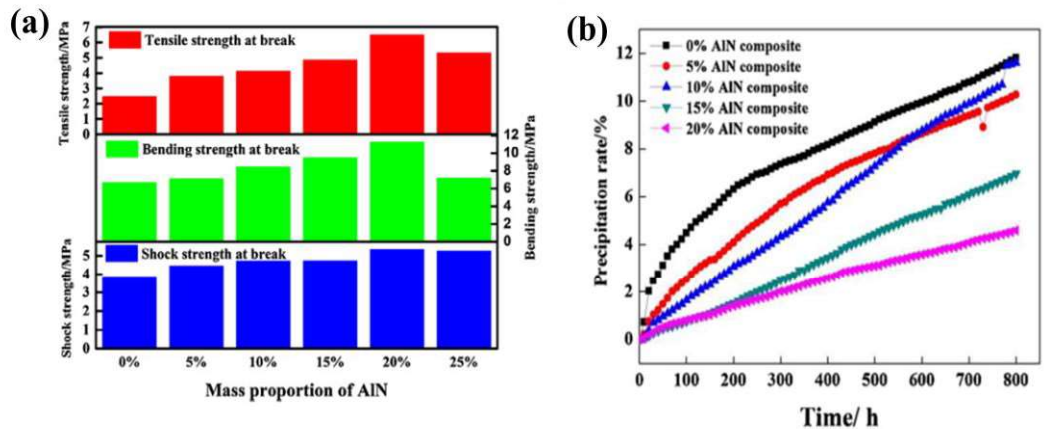 (a)
Tensile strength/MPa
7
6
5
4
3
2
1
0
Tensile strength at break
Bending strength at break
12
10
8
6
4
2
0
Bending strength/MPa
Shock strength/MPa
5
4
3
2
1
0
Shock strength at break
0% 5% 10% 15% 20% 25%
Mass proportion of AlN
(b)
Precipitation rate/%
12
10
8
6
4
2
0
0% AlN composite
5% AlN composite
10% AlN composite
15% AlN composite
20% AlN composite
0 100 200 300 400 500 600 700 800
Time/ h